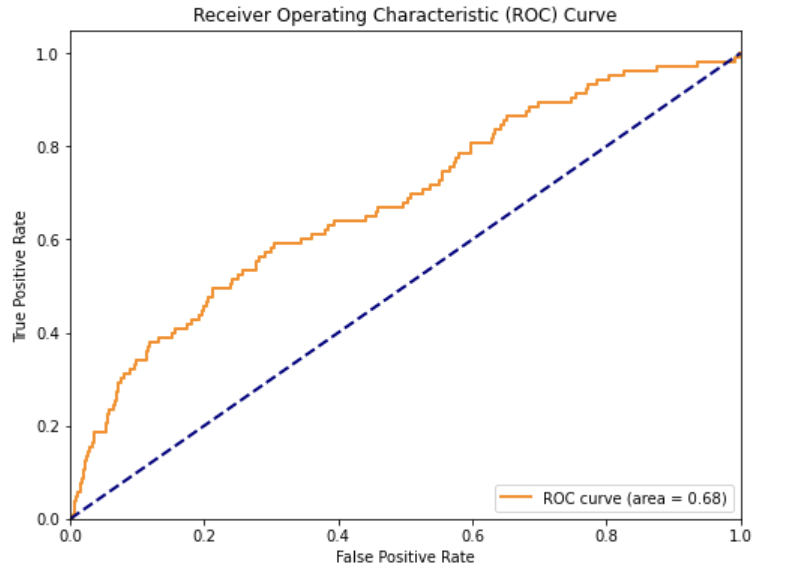 Receiver Operating Characteristic (ROC) Curve
1.0
0.8
0.6
0.4
0.2
0.0
True Positive Rate
ROC curve (area = 0.68)
0.0 0.2 0.4 0.6 0.8 1.0
False Positive Rate